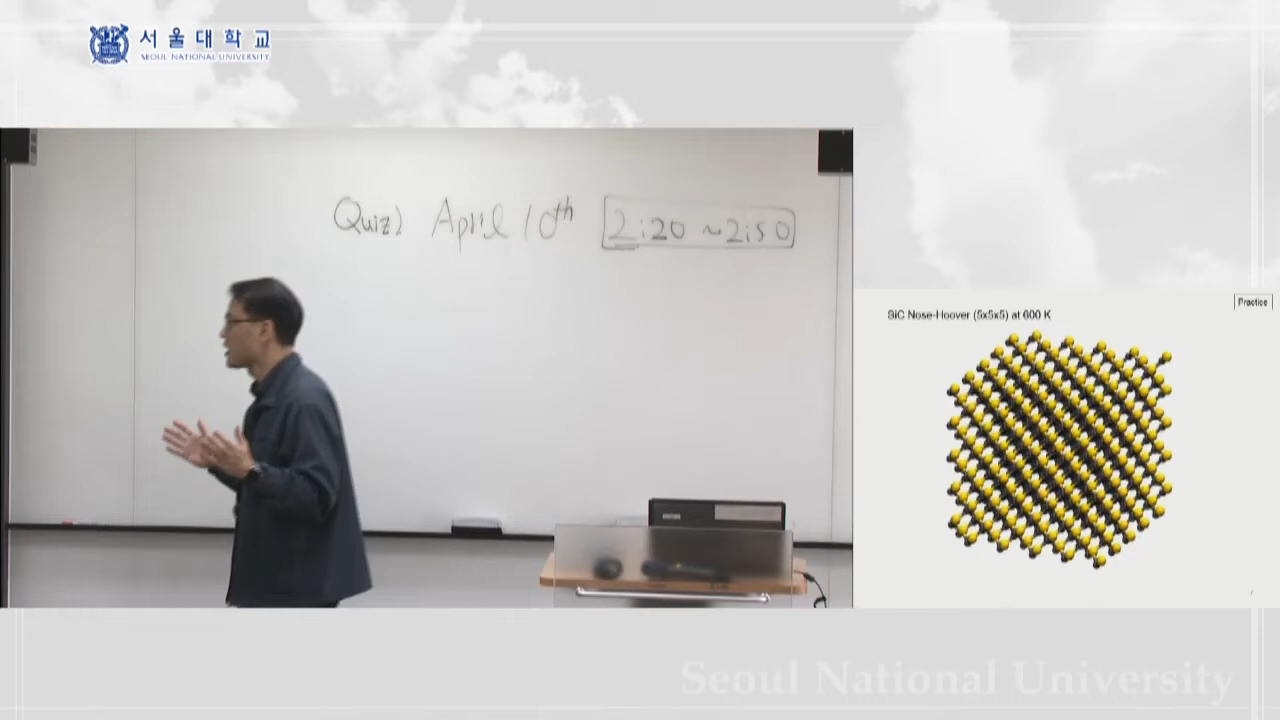 서울대학교
SEOUL NATIONAL UNIVERSITY
Quiz) April 10th 2:20 ~ 2:50
Practice
SiC Nose-Hoover (5x5x5) at 600 K
Seoul National University